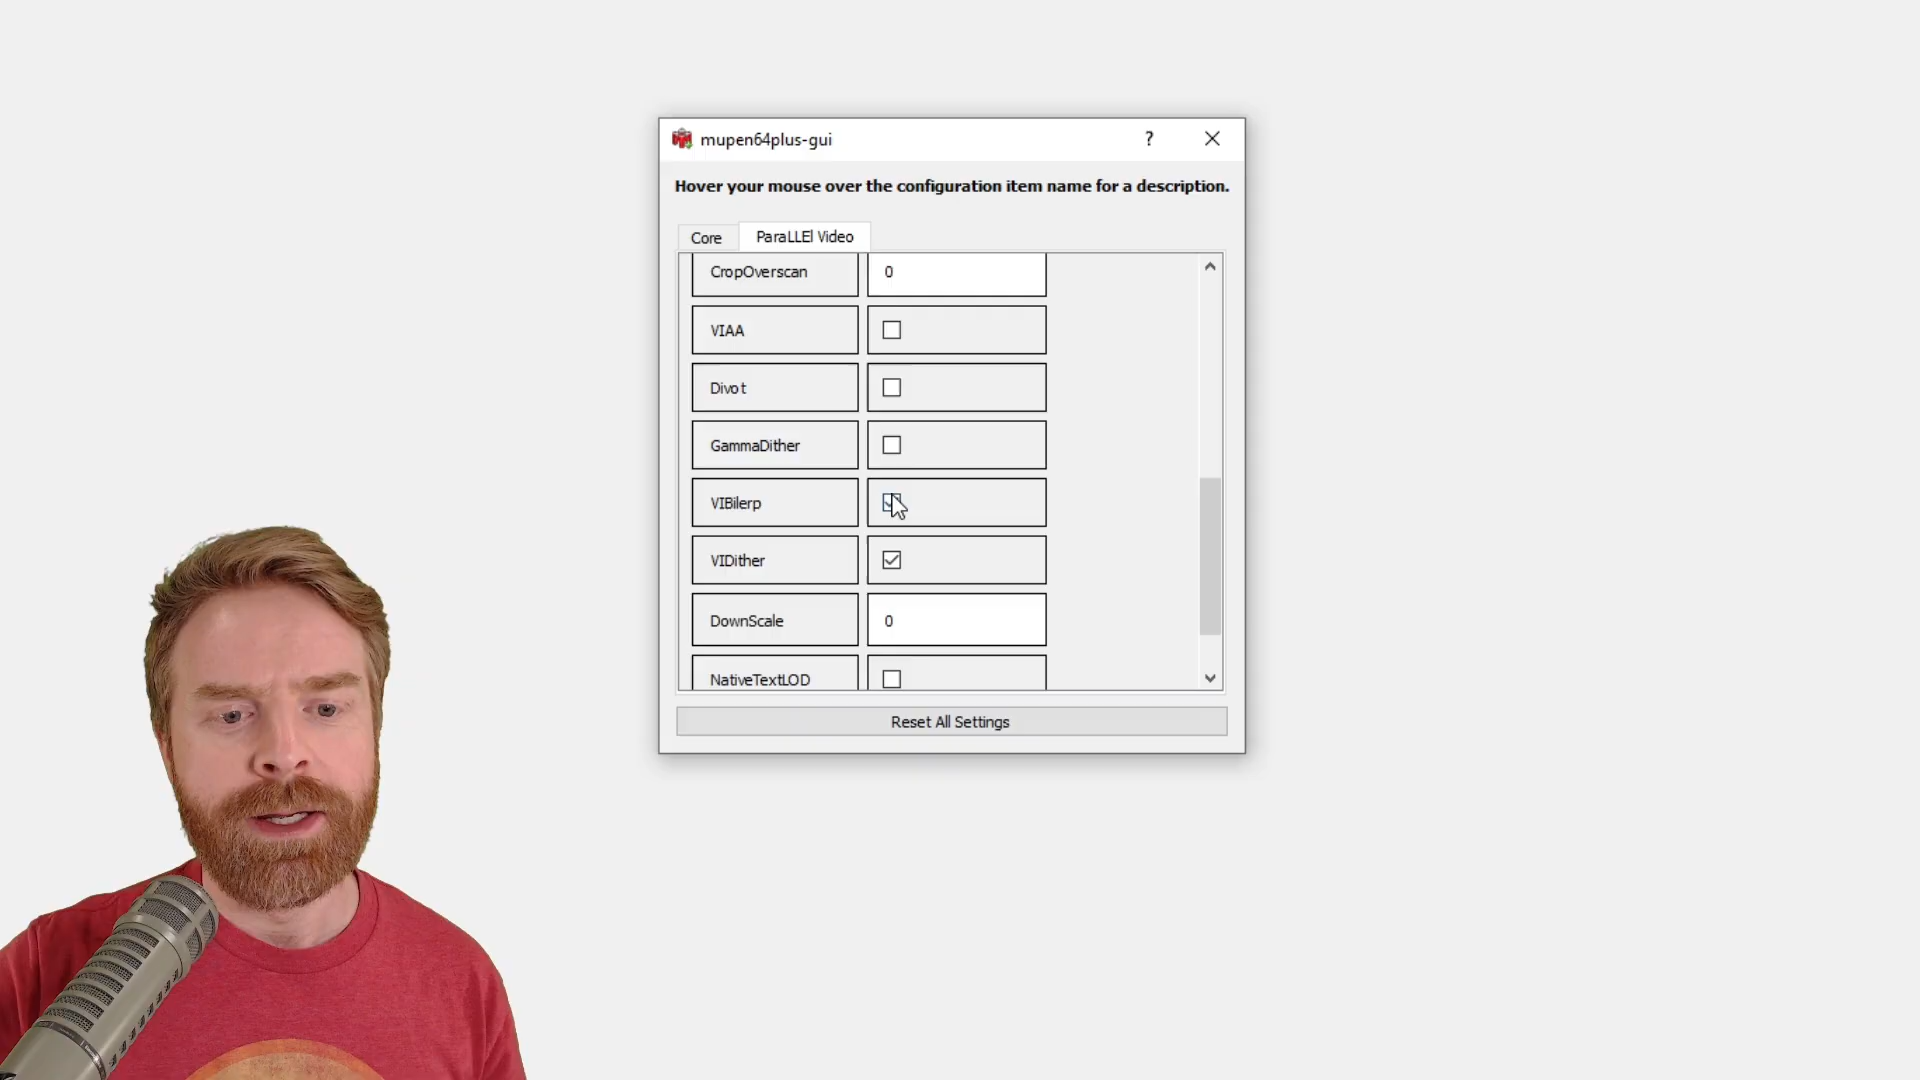 mupen64plus-gui
?
Hover your mouse over the configuration item name for a description.
Core
ParaLLEl Video
CropOverscan
0
VIAA
Divot
GammaDither
VIBilerp
VIDither
DownScale
0
NativeTextLOD
Reset All Settings